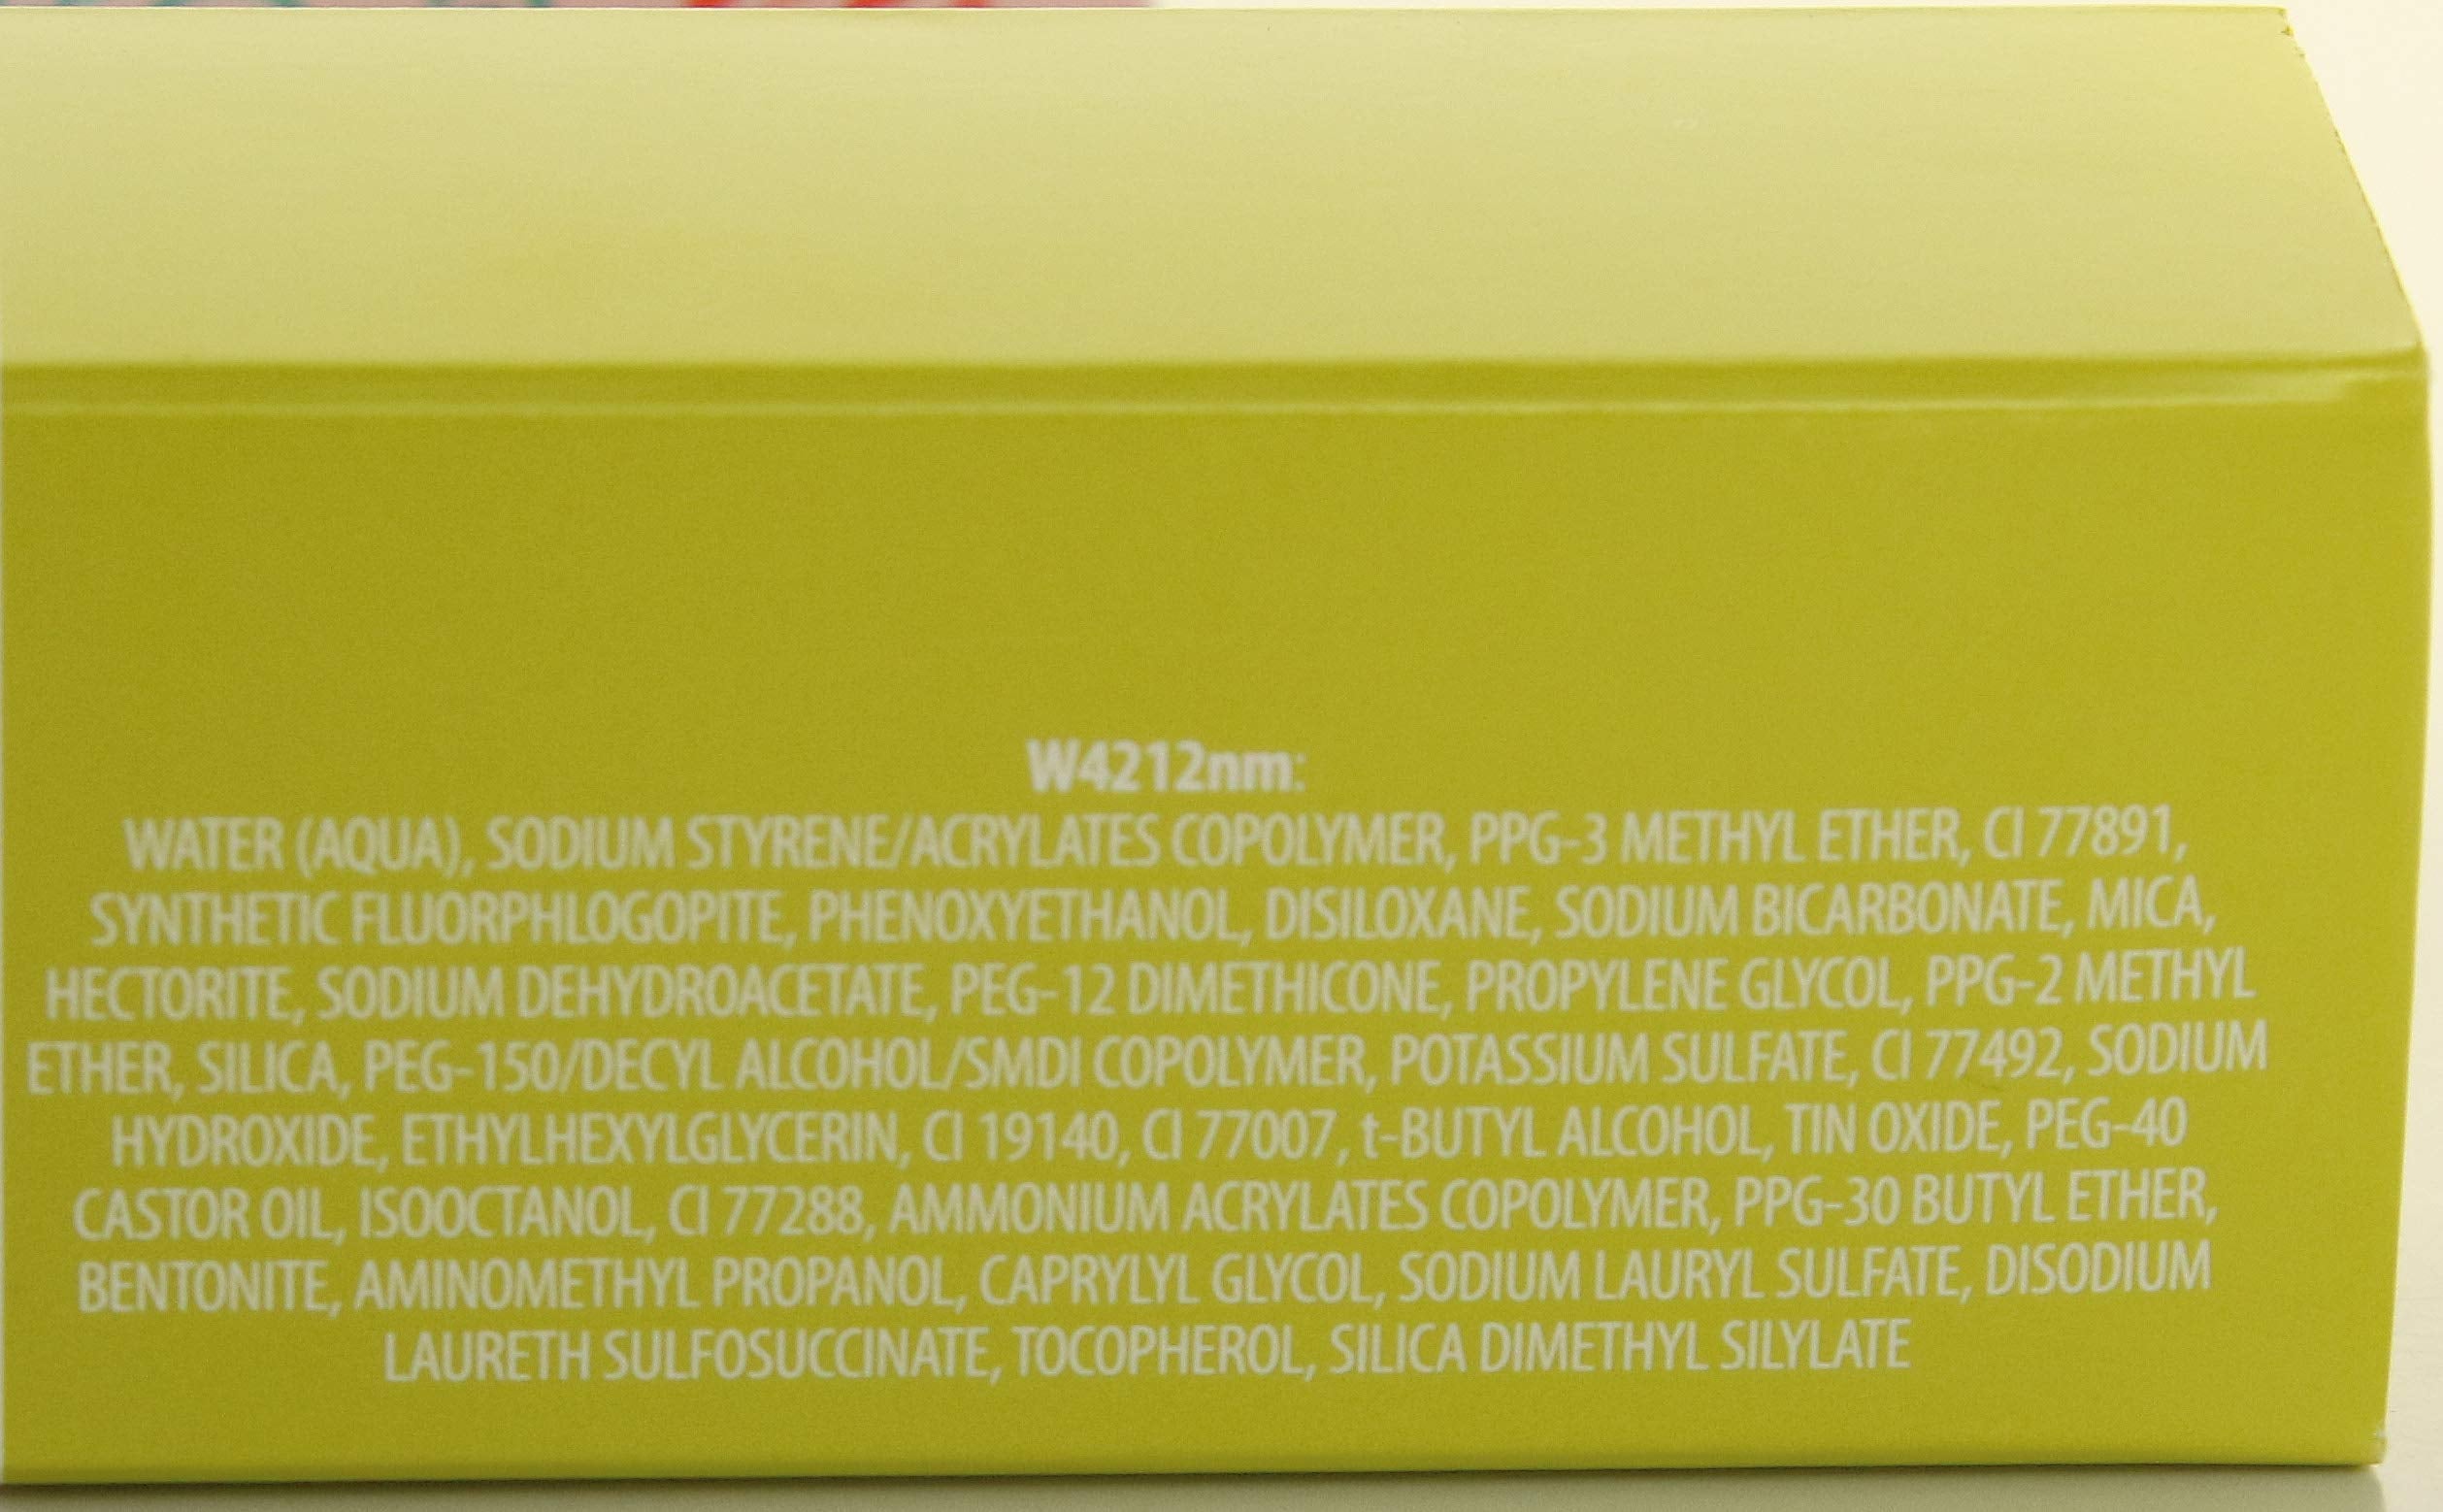 W4212nm:
WATER (AQUA), SODIUM STYRENE/ACRYLATES COPOLYMER, PPG-3 METHYL ETHER, CI 77891,
SYNTHETIC FLUORPHLOGOPITE, PHENOXYETHANOL, DISILOXANE, SODIUM BICARBONATE, MICA,
HECTORITE, SODIUM DEHYDROACETATE, PEG-12 DIMETHICONE, PROPYLENE GLYCOL, PPG-2 METHYL
ETHER, SILICA, PEG-150/DECYL ALCOHOL/SMDI COPOLYMER, POTASSIUM SULFATE, CI 77492, SODIUM
HYDROXIDE, ETHYLHEXYLGLYCERIN, CI 19140, CI 77007, t-BUTYL ALCOHOL, TIN OXIDE, PEG-40
CASTOR OIL, ISOOCTANOL, CI 77288, AMMONIUM ACRYLATES COPOLYMER, PPG-30 BUTYL ETHER,
BENTONITE, AMINOMETHYL PROPANOL, CAPRYLYL GLYCOL, SODIUM LAURYL SULFATE, DISODIUM
LAURETH SULFOSUCCINATE, TOCOPHEROL, SILICA DIMETHYL SILYLATE